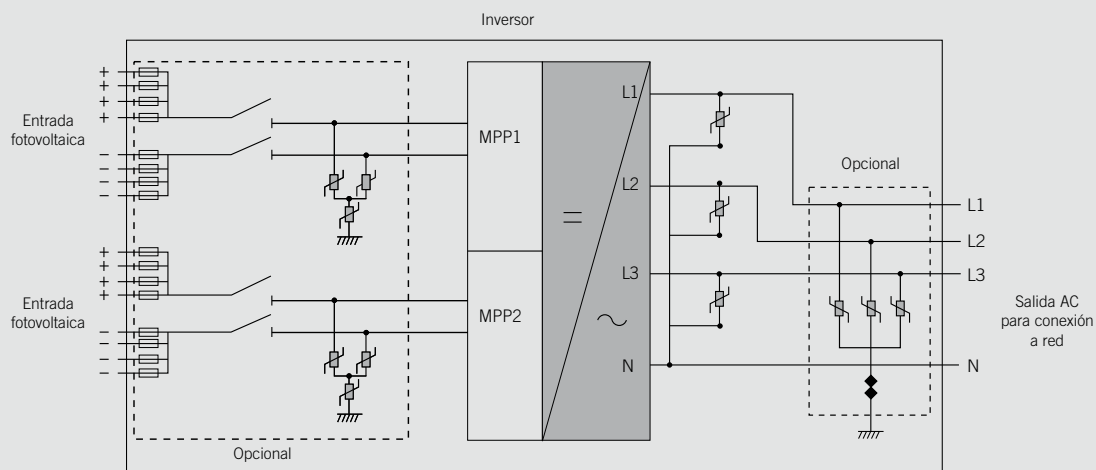 Inversor
+
+
+
+
Entrada
fotovoltaica
−
−
−
−
MPP1
L1
L2
L3
N
=
~
Opcional
L1
L2
L3
N
Salida AC
para conexión
a red
+
+
+
+
Entrada
fotovoltaica
−
−
−
−
MPP2
Opcional